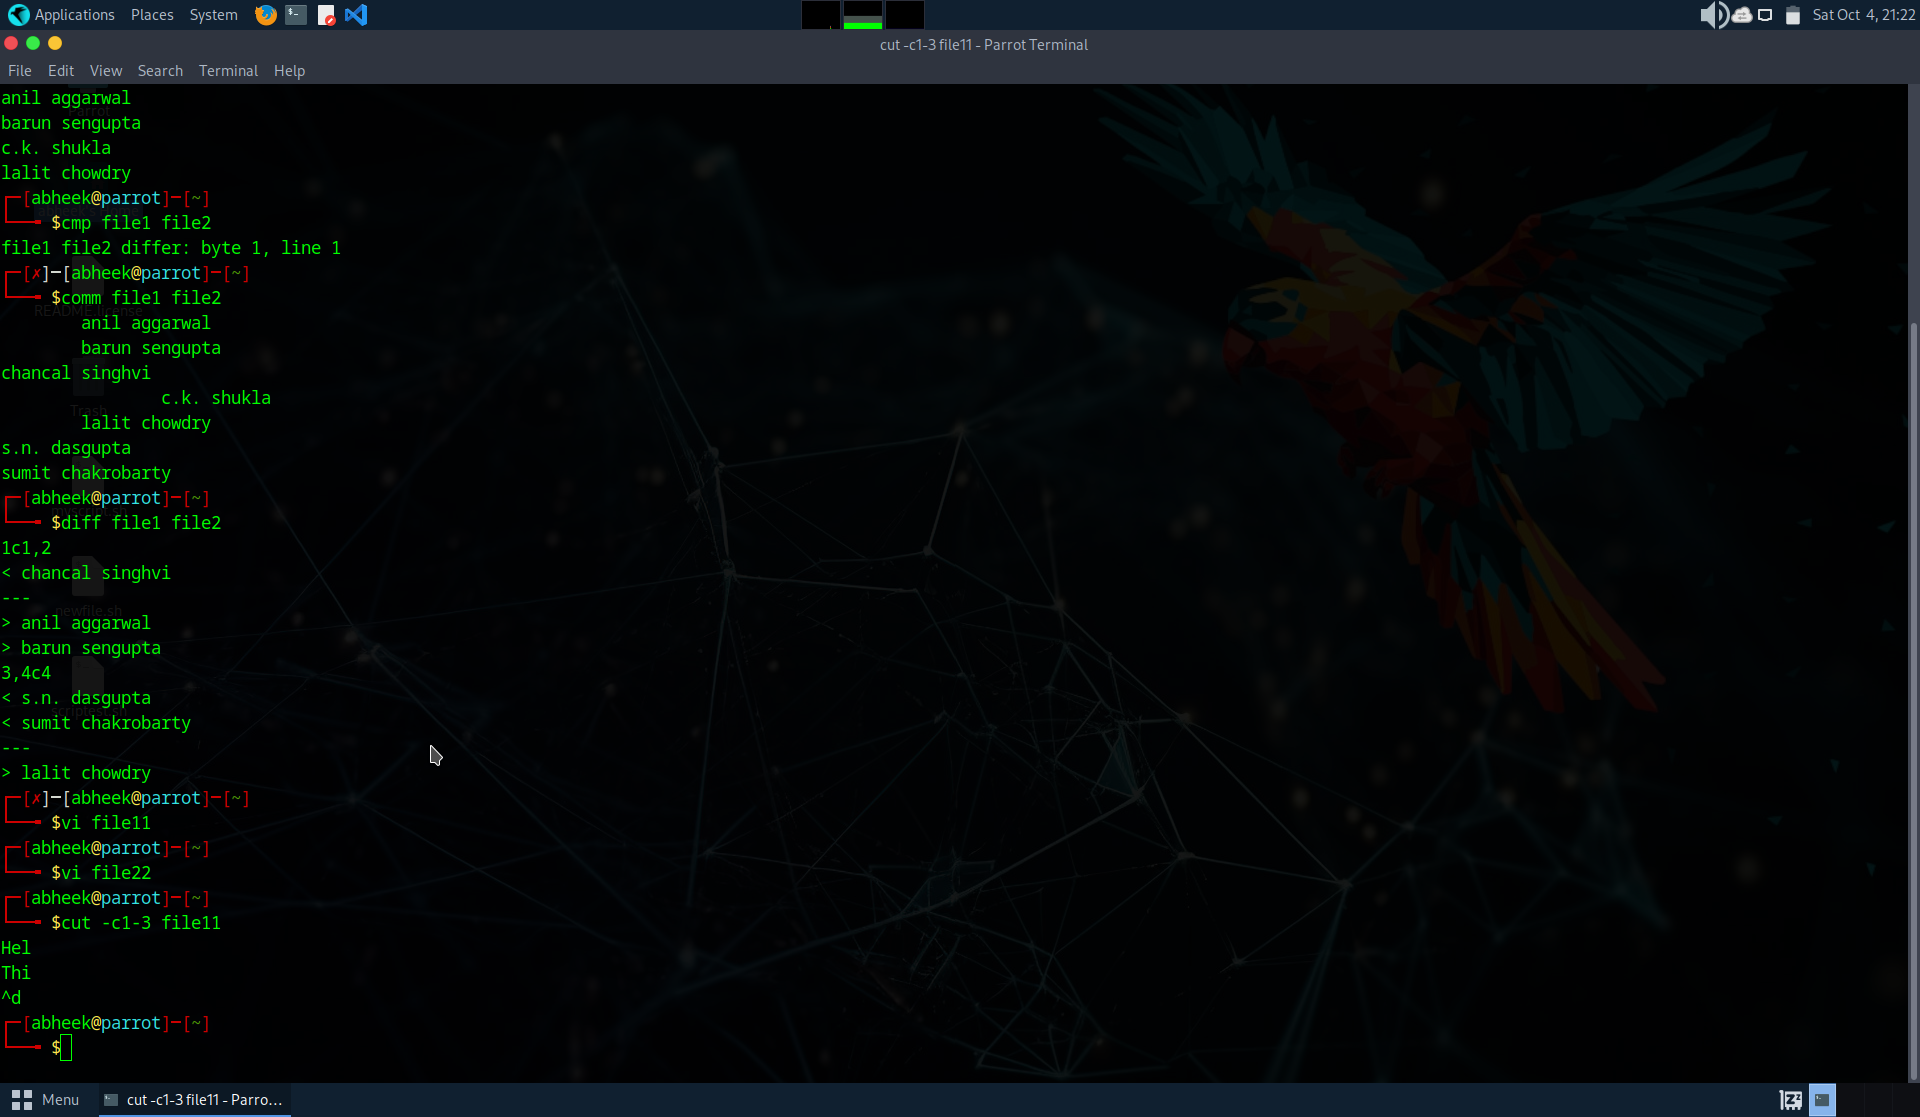 Applications Places System Sat Oct 4, 21:22
cut -c1-3 file11 - Parrot Terminal
File Edit View Search Terminal Help
anil aggarwal
barun sengupta
c.k. shukla
lalit chowdry
[abheek@parrot]─[~]
$cmp file1 file2
file1 file2 differ: byte 1, line 1
[✗]─[abheek@parrot]─[~]
$comm file1 file2
README.license
anil aggarwal
barun sengupta
chancal singhvi
c.k. shukla
Trash
lalit chowdry
s.n. dasgupta
sumit chakrobarty
[abheek@parrot]─[~]
$diff file1 file2
1c1,2
< chancal singhvi
---
newfile.sh
> anil aggarwal
> barun sengupta
3,4c4
< s.n. dasgupta
< sumit chakrobarty
---
> lalit chowdry
[✗]─[abheek@parrot]─[~]
$vi file11
[abheek@parrot]─[~]
$vi file22
[abheek@parrot]─[~]
$cut -c1-3 file11
Hel
Thi
^d
[abheek@parrot]─[~]
$
Menu cut -c1-3 file11 - Parro...